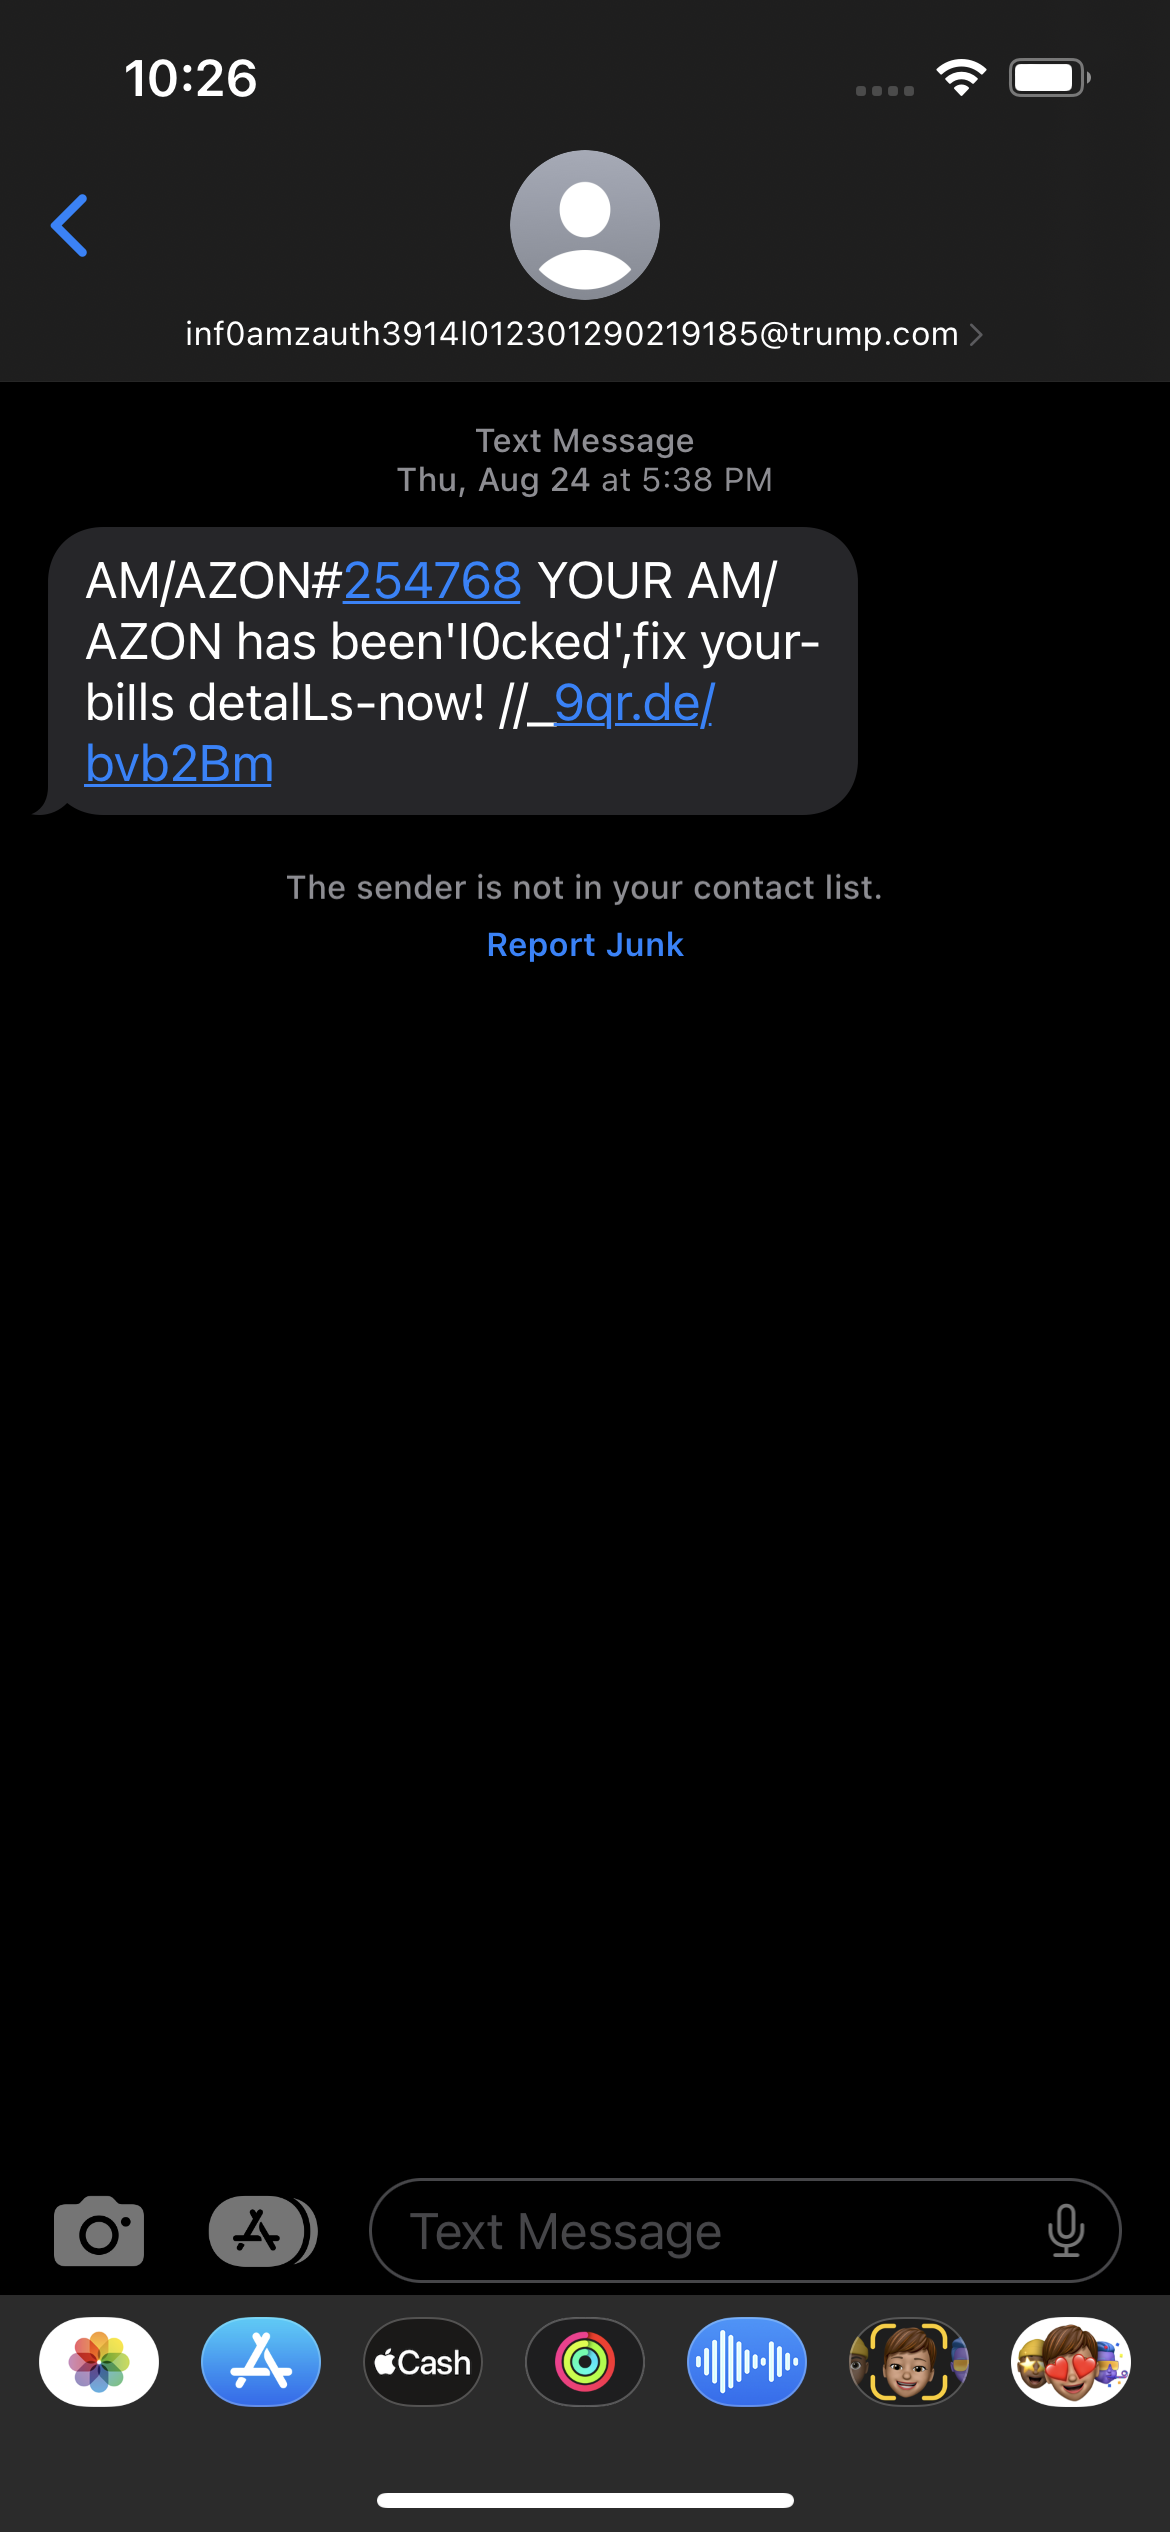 10:26
inf0amzauth3914l012301290219185@trump.com
Text Message
Thu, Aug 24 at 5:38 PM
AM/AZON#254768 YOUR AM/
AZON has been'l0cked',fix your-
bills detalLs-now! //_9qr.de/
bvb2Bm
The sender is not in your contact list.
Report Junk
Text Message
Cash